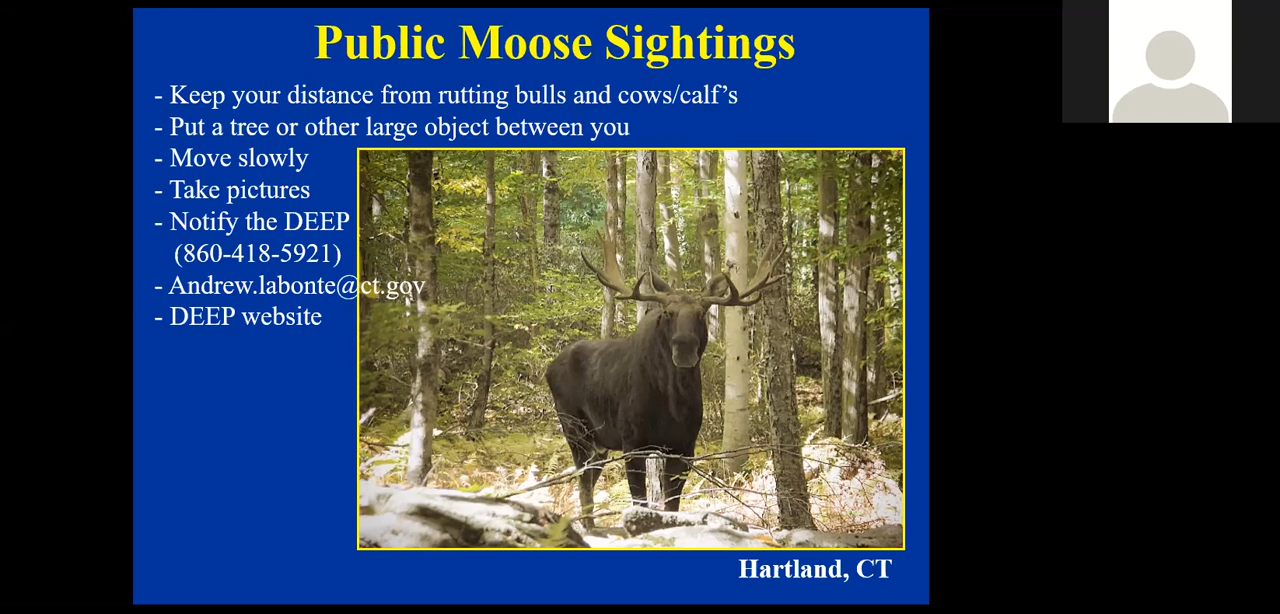 Public Moose Sightings
- Keep your distance from rutting bulls and cows/calf's
- Put a tree or other large object between you
- Move slowly
- Take pictures
- Notify the DEEP
(860-418-5921)
- Andrew.labonte@ct.gov
- DEEP website
Hartland, CT